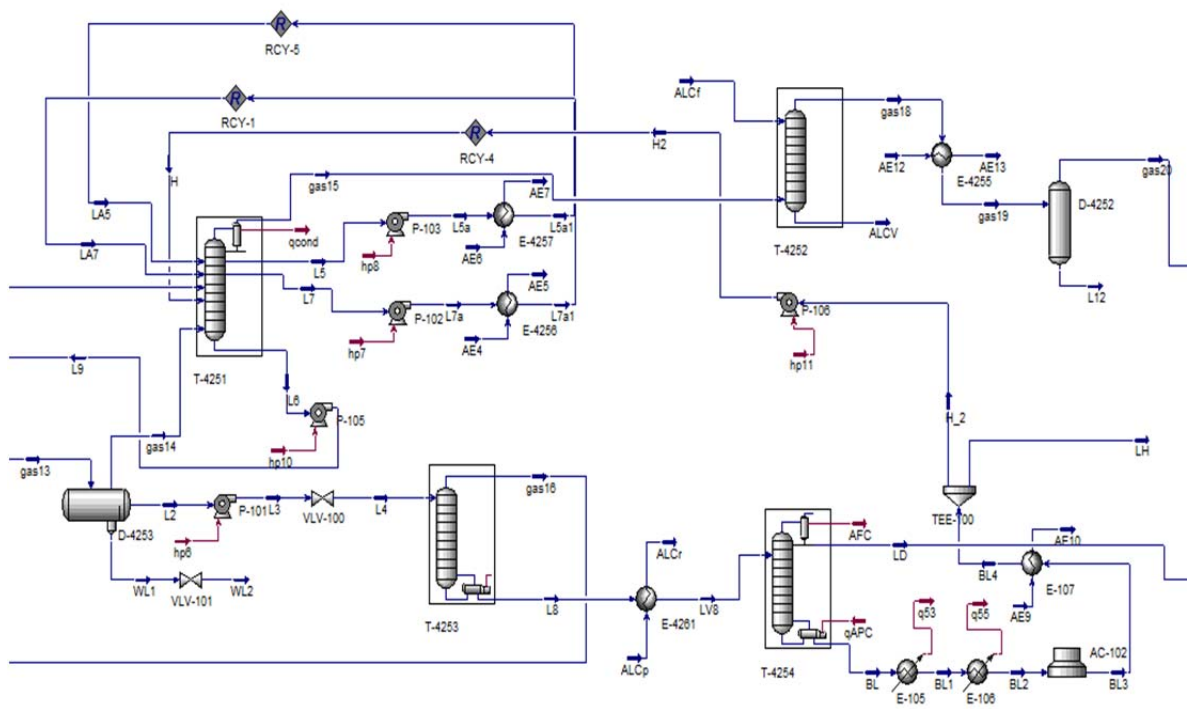 RCY-5
RCY-1
RCY-4
H2
H
gas15
LA5
LA7
qcond
L5
hp8
P-103
L5a
AE7
AE6
E-4257
L5a1
L7
hp7
P-102
L7a
AE5
AE4
E-4256
L7a1
T-4251
L9
L6
P-105
hp10
gas14
gas13
D-4253
L2
hp6
P-101
L3
VLV-100
L4
WL1
VLV-101
WL2
gas16
T-4253
L8
ALCr
E-4261
ALCp
LV8
ALCf
gas18
T-4252
ALCV
AE12
AE13
E-4255
gas19
gas20
D-4252
L12
P-106
hp11
H_2
LH
TEE-100
AFC
LD
T-4254
qAPC
BL
E-105
q53
BL1
E-106
q55
BL2
AC-102
BL3
BL4
AE10
E-107
AE9